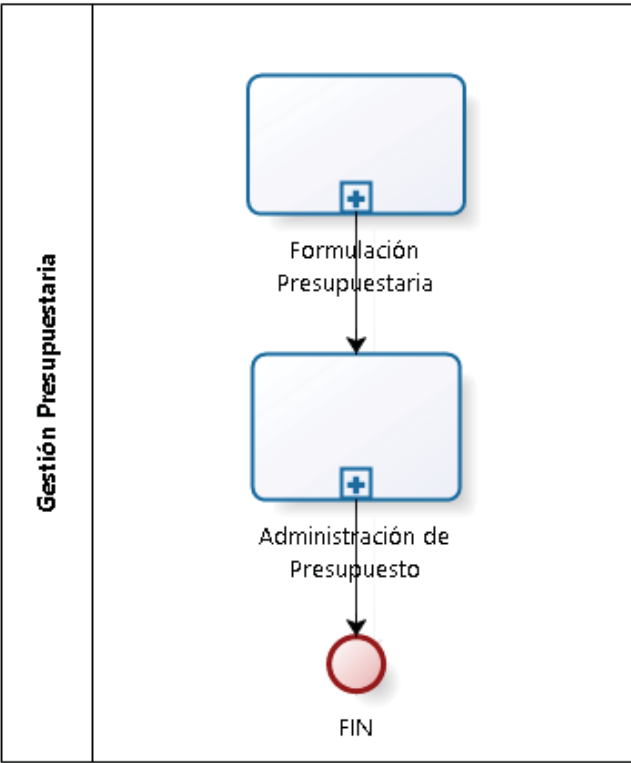 Gestión Presupuestaria
Formulación
Presupuestaria
Administración de
Presupuesto
FIN